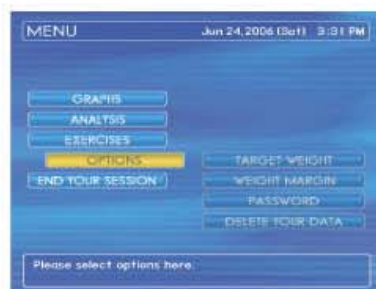 MENU Jun 24,2006 (Sat) 3:31 PM
GRAPHS
ANALYSIS
EXERCISES
OPTIONS
END YOUR SESSION
TARGET WEIGHT
WEIGHT MARGIN
PASSWORD
DELETE YOUR DATA
Please select options here.